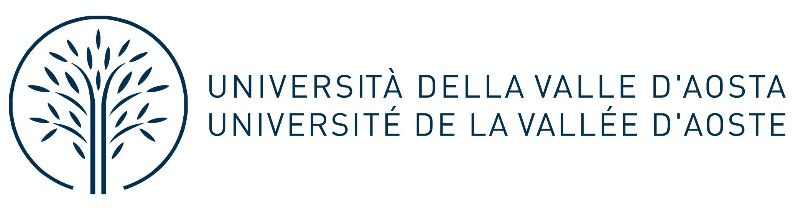 UNIVERSITÀ DELLA VALLE D'AOSTA
UNIVERSITÉ DE LA VALLÉE D'AOSTE